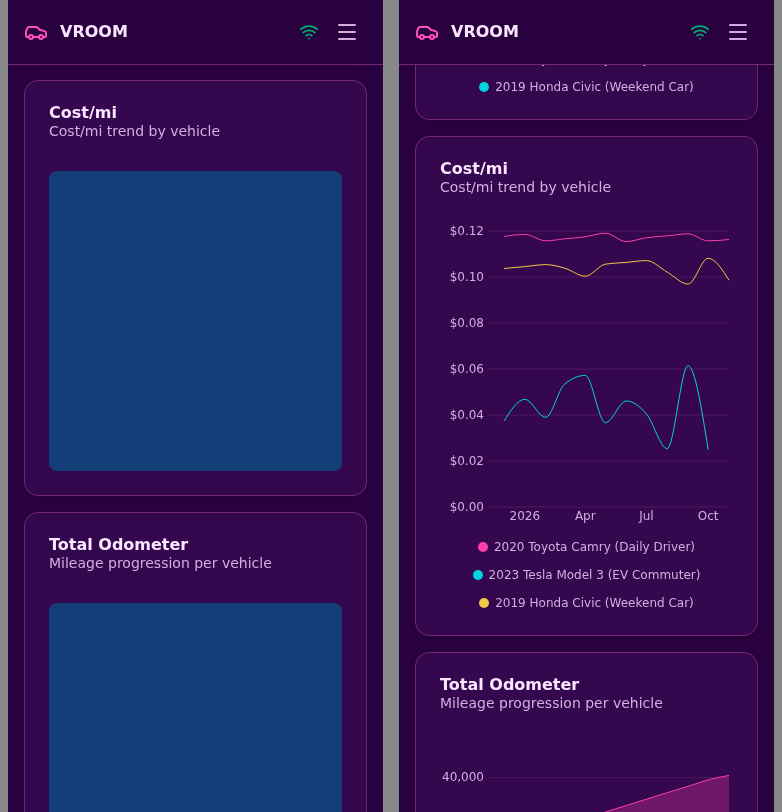 VROOM
Cost/mi
Cost/mi trend by vehicle
Total Odometer
Mileage progression per vehicle
VROOM
2019 Honda Civic (Weekend Car)
Cost/mi
Cost/mi trend by vehicle
$0.12
$0.10
$0.08
$0.06
$0.04
$0.02
$0.00
2026 Apr Jul Oct
2020 Toyota Camry (Daily Driver)
2023 Tesla Model 3 (EV Commuter)
2019 Honda Civic (Weekend Car)
Total Odometer
Mileage progression per vehicle
40,000